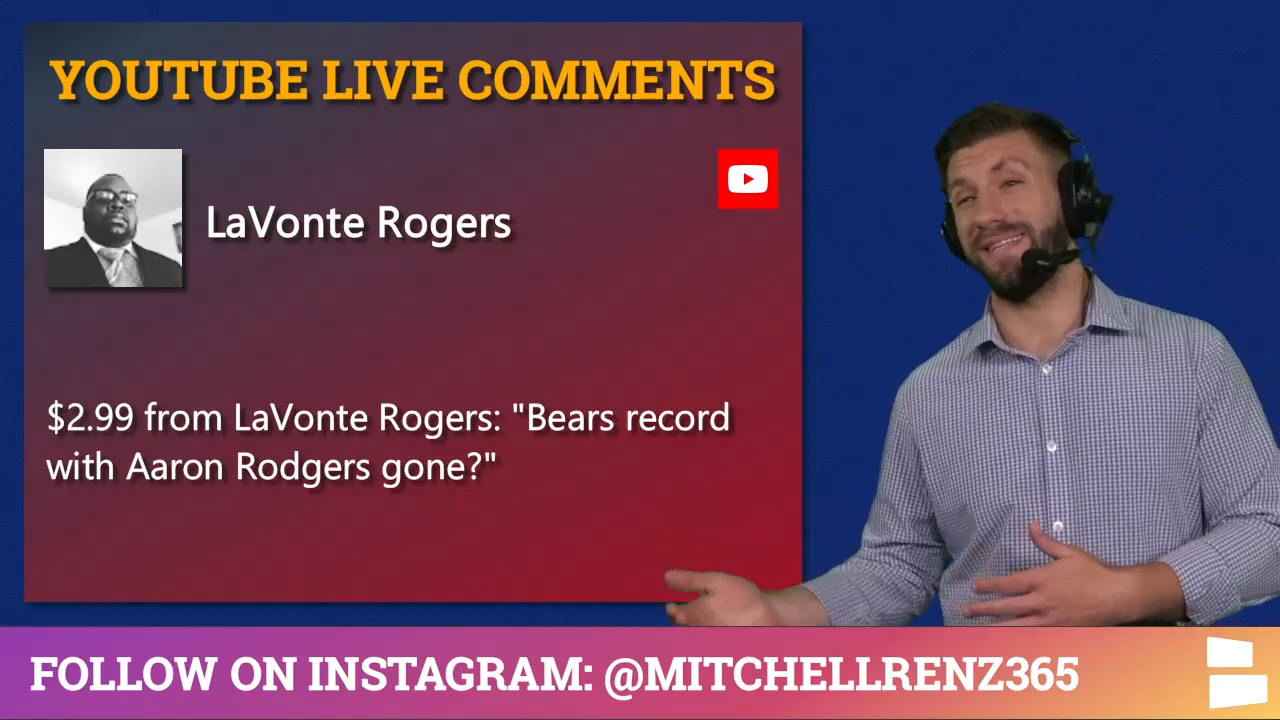 YOUTUBE LIVE COMMENTS
LaVonte Rogers
$2.99 from LaVonte Rogers: "Bears record
with Aaron Rodgers gone?"
FOLLOW ON INSTAGRAM: @MITCHELLRENZ365